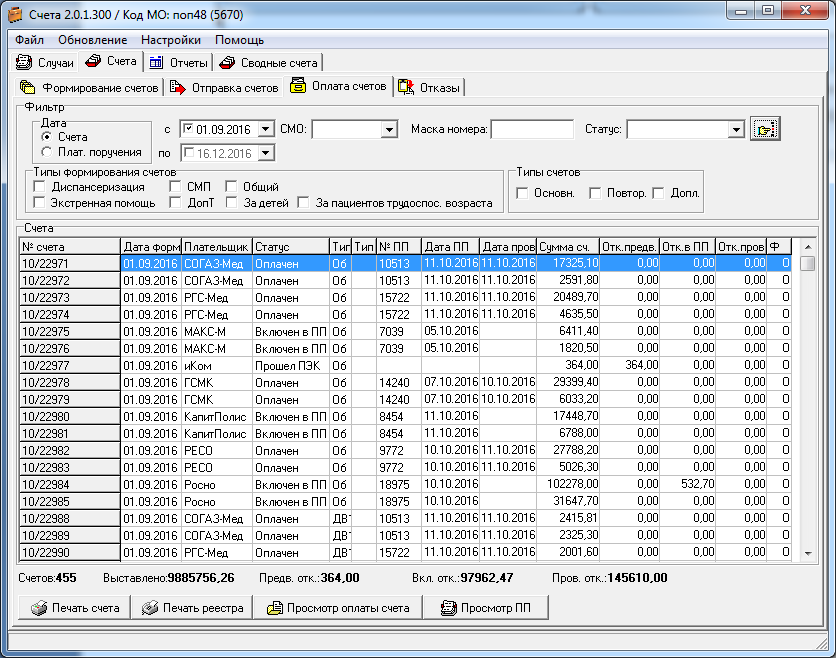 Счета 2.0.1.300 / Код МО: поп48 (5670)
Файл Обновление Настройки Помощь
Случаи Счета Отчеты Сводные счета
Формирование счетов Отправка счетов Оплата счетов Отказы
Фильтр
Дата
Счета
Плат. поручения
с 01.09.2016 СМО: Маска номера: Статус:
по 16.12.2016
Типы формирования счетов
Диспансеризация СМП Общий
Экстренная помощь ДопТ За детей За пациентов трудоспос. возраста
Типы счетов
Основн. Повтор. Допл.
Счета
№ счета Дата форм Плательщик Статус Тип Тип № ПП Дата ПП Дата пров Сумма сч. Отк.предв. Отк.в ПП Отк.пров Ф
10/22971 01.09.2016 СОГАЗ-Мед Оплачен Об 10513 11.10.2016 11.10.2016 17325,10 0,00 0,00 0,00 0
10/22972 01.09.2016 СОГАЗ-Мед Оплачен Об 10513 11.10.2016 11.10.2016 2591,80 0,00 0,00 0,00 0
10/22973 01.09.2016 РГС-Мед Оплачен Об 15722 11.10.2016 11.10.2016 20489,70 0,00 0,00 0,00 0
10/22974 01.09.2016 РГС-Мед Оплачен Об 15722 11.10.2016 11.10.2016 4635,50 0,00 0,00 0,00 0
10/22975 01.09.2016 МАКС-М Включен в ПП Об 7039 05.10.2016 6411,40 0,00 0,00 0,00 0
10/22976 01.09.2016 МАКС-М Включен в ПП Об 7039 05.10.2016 1820,50 0,00 0,00 0,00 0
10/22977 01.09.2016 иКом Прошел ПЭК Об 364,00 364,00 0,00 0,00 0
10/22978 01.09.2016 ГСМК Оплачен Об 14240 07.10.2016 10.10.2016 29399,40 0,00 0,00 0,00 0
10/22979 01.09.2016 ГСМК Оплачен Об 14240 07.10.2016 10.10.2016 6033,20 0,00 0,00 0,00 0
10/22980 01.09.2016 КапитПолис Включен в ПП Об 8454 11.10.2016 17448,70 0,00 0,00 0,00 0
10/22981 01.09.2016 КапитПолис Включен в ПП Об 8454 11.10.2016 6788,00 0,00 0,00 0,00 0
10/22982 01.09.2016 РЕСО Оплачен Об 9772 10.10.2016 11.10.2016 27788,20 0,00 0,00 0,00 0
10/22983 01.09.2016 РЕСО Оплачен Об 9772 10.10.2016 11.10.2016 5026,30 0,00 0,00 0,00 0
10/22984 01.09.2016 Росно Включен в ПП Об 18975 10.10.2016 102278,00 0,00 532,70 0,00 0
10/22985 01.09.2016 Росно Включен в ПП Об 18975 10.10.2016 31647,70 0,00 0,00 0,00 0
10/22988 01.09.2016 СОГАЗ-Мед Оплачен ДВ 10513 11.10.2016 11.10.2016 2415,81 0,00 0,00 0,00 0
10/22989 01.09.2016 СОГАЗ-Мед Оплачен ДВ 10513 11.10.2016 11.10.2016 2325,30 0,00 0,00 0,00 0
10/22990 01.09.2016 РГС-Мед Оплачен ДВ 15722 11.10.2016 11.10.2016 2001,60 0,00 0,00 0,00 0
Счетов:455 Выставлено:9885756,26 Предв. отк.:364,00 Вкл. отк.:97962,47 Пров. отк.:145610,00
Печать счета Печать реестра Просмотр оплаты счета Просмотр ПП